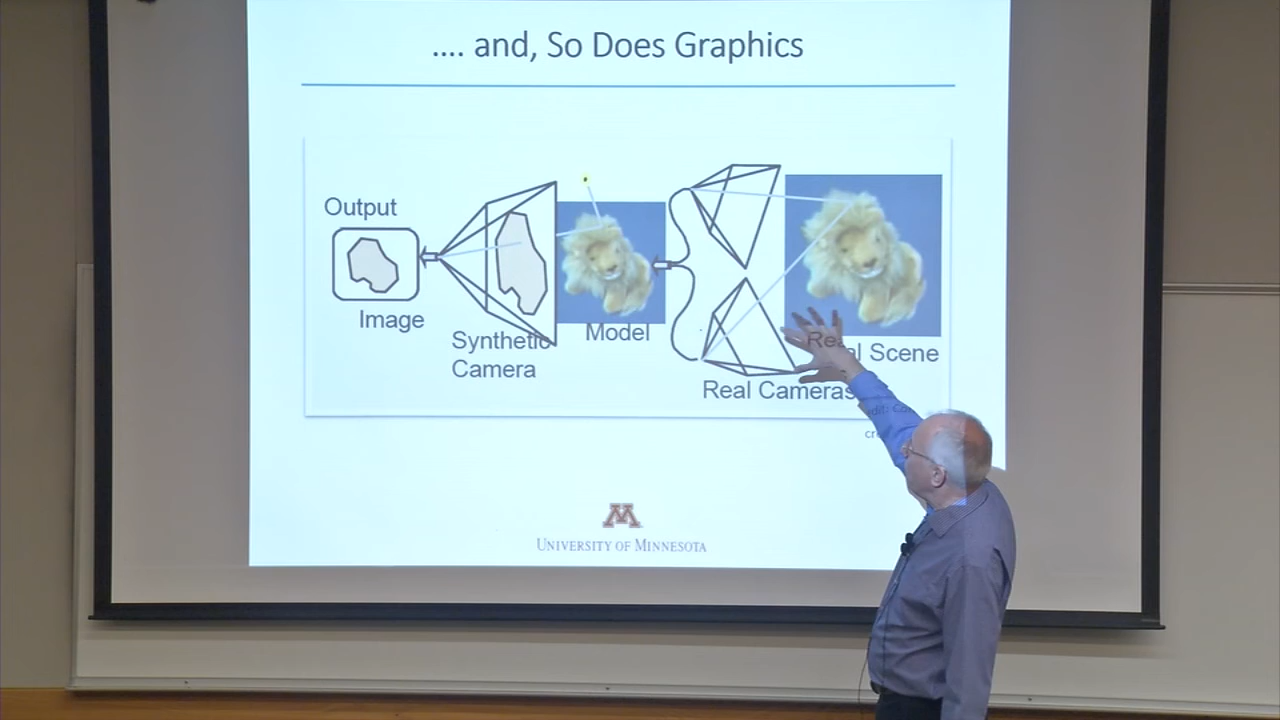 .... and, So Does Graphics
Output
Image
Synthetic
Camera
Model
Real Cameras
Real Scene
UNIVERSITY OF MINNESOTA